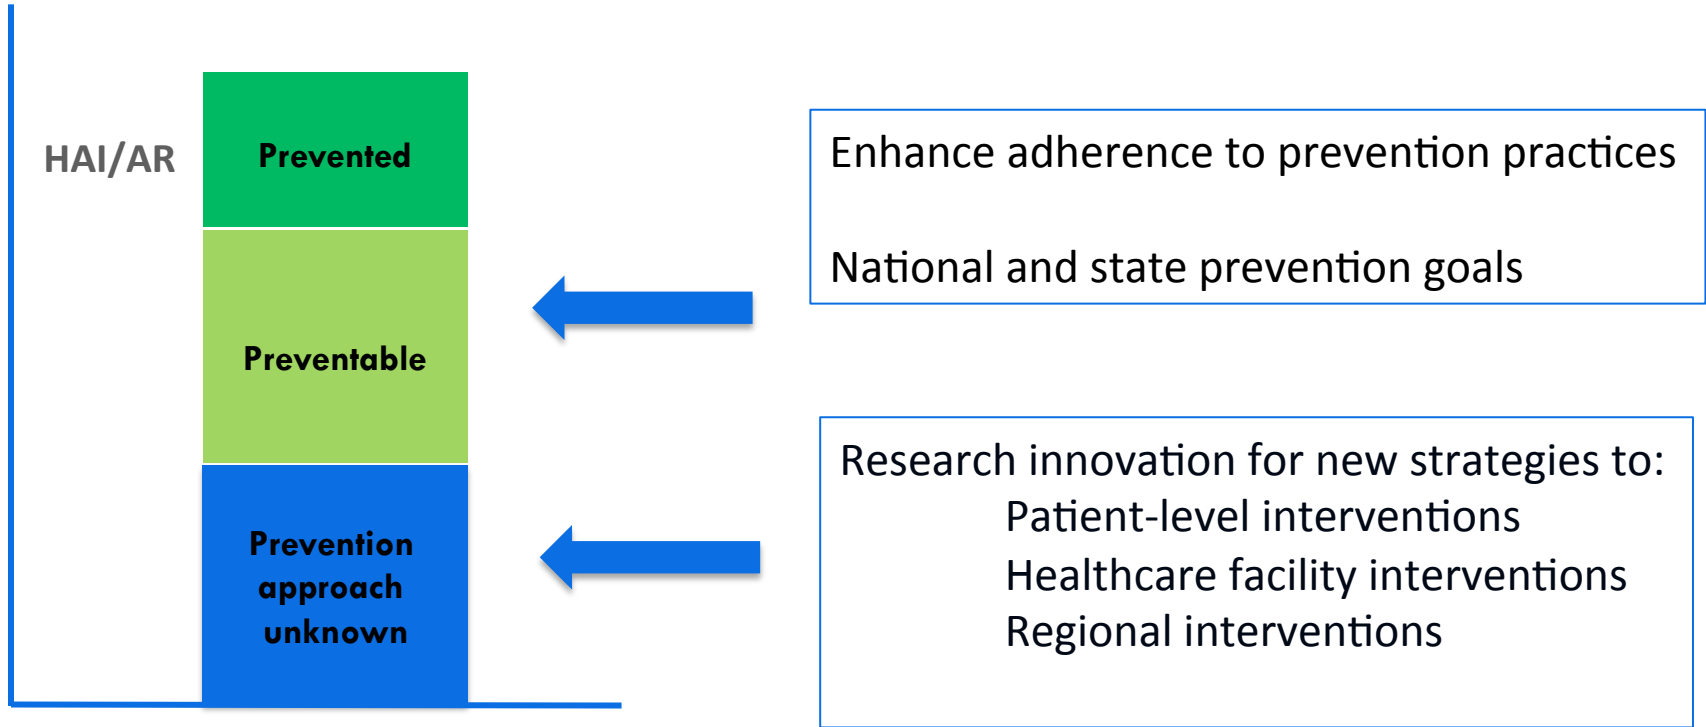 HAI/AR
Prevented
Preventable
Prevention
approach
unknown
Enhance adherence to prevention practices
National and state prevention goals
Research innovation for new strategies to:
Patient-level interventions
Healthcare facility interventions
Regional interventions